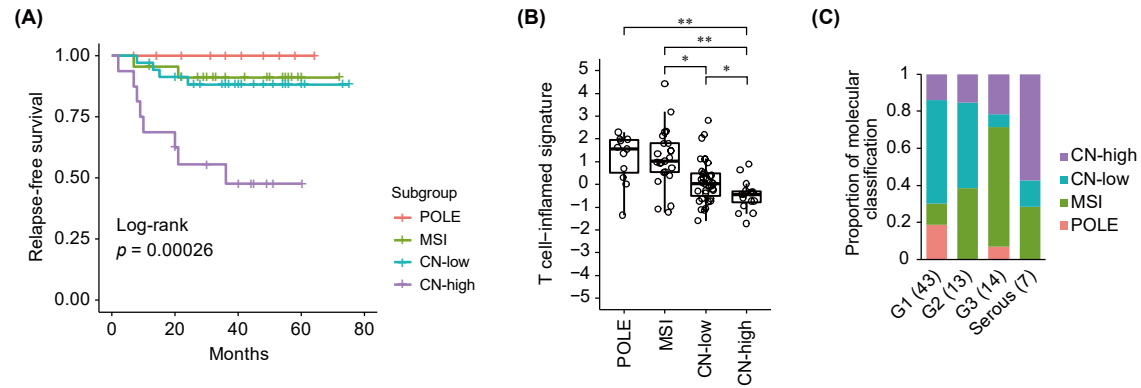 (A)
Relapse-free survival
1.00
0.75
0.50
0.25
0.00
Log-rank
p = 0.00026
0
20
40
60
80
Months
Subgroup
POLE
MSI
CN-low
CN-high
(B)
T cell-inflamed signature
5
4
3
2
1
0
−1
−2
−3
−4
−5
**
**
*
*
POLE
MSI
CN-low
CN-high
(C)
Proportion of molecular
classification
1
0.8
0.6
0.4
0.2
0
G1 (43)
G2 (13)
G3 (14)
Serous (7)
CN-high
CN-low
MSI
POLE